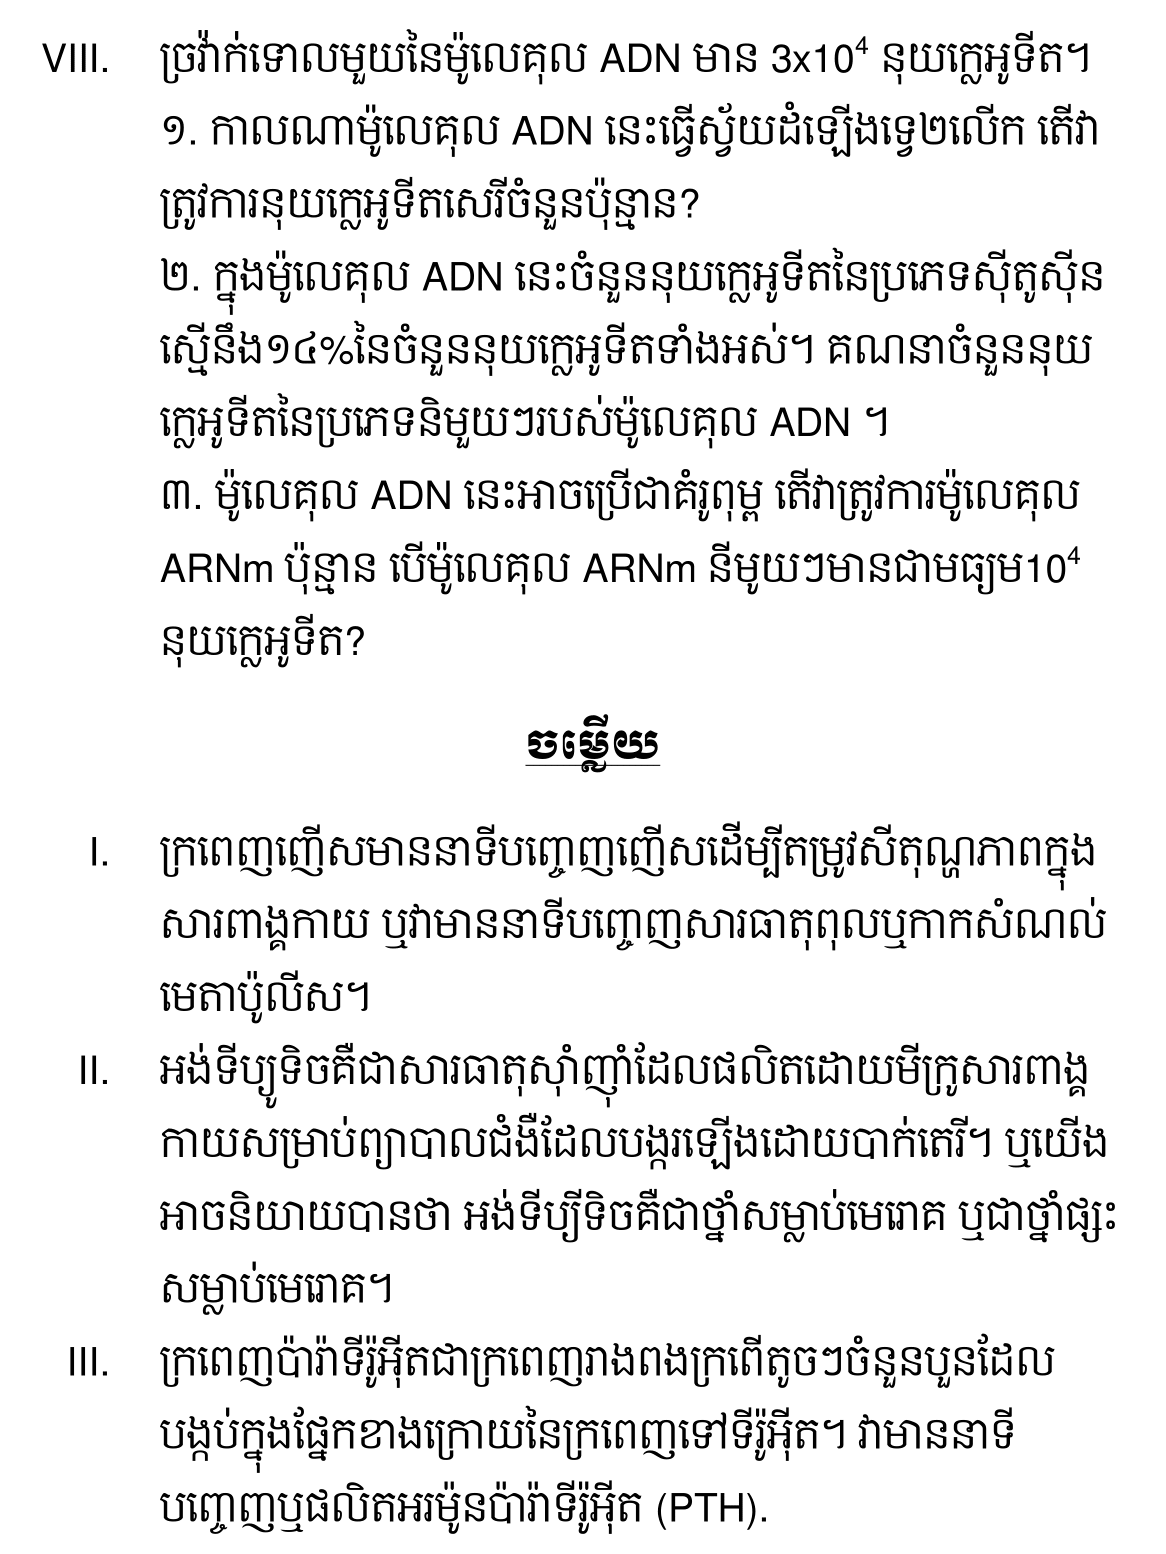 VIII. ច្រវ៉ាក់ទោលមួយនៃម៉ូលេគុល ADN មាន 3x10⁴ នុយក្លេអូទីត។
១. កាលណាម៉ូលេគុល ADN នេះធ្វើស្វ័យដំឡើងទ្វេ២លើក តើវា
ត្រូវការនុយក្លេអូទីតសេរីចំនួនប៉ុន្មាន?
២. ក្នុងម៉ូលេគុល ADN នេះចំនួននុយក្លេអូទីតនៃប្រភេទស៊ីតូស៊ីន
ស្មើនឹង១៤%នៃចំនួននុយក្លេអូទីតទាំងអស់។ គណនាចំនួននុយ
ក្លេអូទីតនៃប្រភេទនិមួយៗរបស់ម៉ូលេគុល ADN ។
៣. ម៉ូលេគុល ADN នេះអាចប្រើជាគំរូពុម្ព តើវាត្រូវការម៉ូលេគុល
ARNm ប៉ុន្មាន បើម៉ូលេគុល ARNm នីមូយៗមានជាមធ្យម10⁴
នុយក្លេអូទីត?
ចម្លើយ
I. ក្រពេញញើសមាននាទីបញ្ចេញញើសដើម្បីតម្រូវសីតុណ្ហភាពក្នុង
សារពាង្គកាយ ឬវាមាននាទីបញ្ចេញសារធាតុពុលឬកាកសំណល់
មេតាប៉ូលីស។
II. អង់ទីប្យូទិចគឺជាសារធាតុស៊ាំញ៉ាំដែលផលិតដោយមីក្រូសារពាង្គ
កាយសម្រាប់ព្យាបាលជំងឺដែលបង្ករឡើងដោយបាក់តេរី។ ឬយើង
អាចនិយាយបានថា អង់ទីប្យីទិចគឺជាថ្នាំសម្លាប់មេរោគ ឬជាថ្នាំផ្សះ
សម្លាប់មេរោគ។
III. ក្រពេញប៉ារ៉ាទីរ៉ូអ៊ីតជាក្រពេញរាងពងក្រពើតូចៗចំនួនបួនដែល
បង្កប់ក្នុងផ្នែកខាងក្រោយនៃក្រពេញទៅទីរ៉ូអ៊ីត។ វាមាននាទី
បញ្ចេញឬផលិតអរម៉ូនប៉ារ៉ាទីរ៉ូអ៊ីត (PTH).